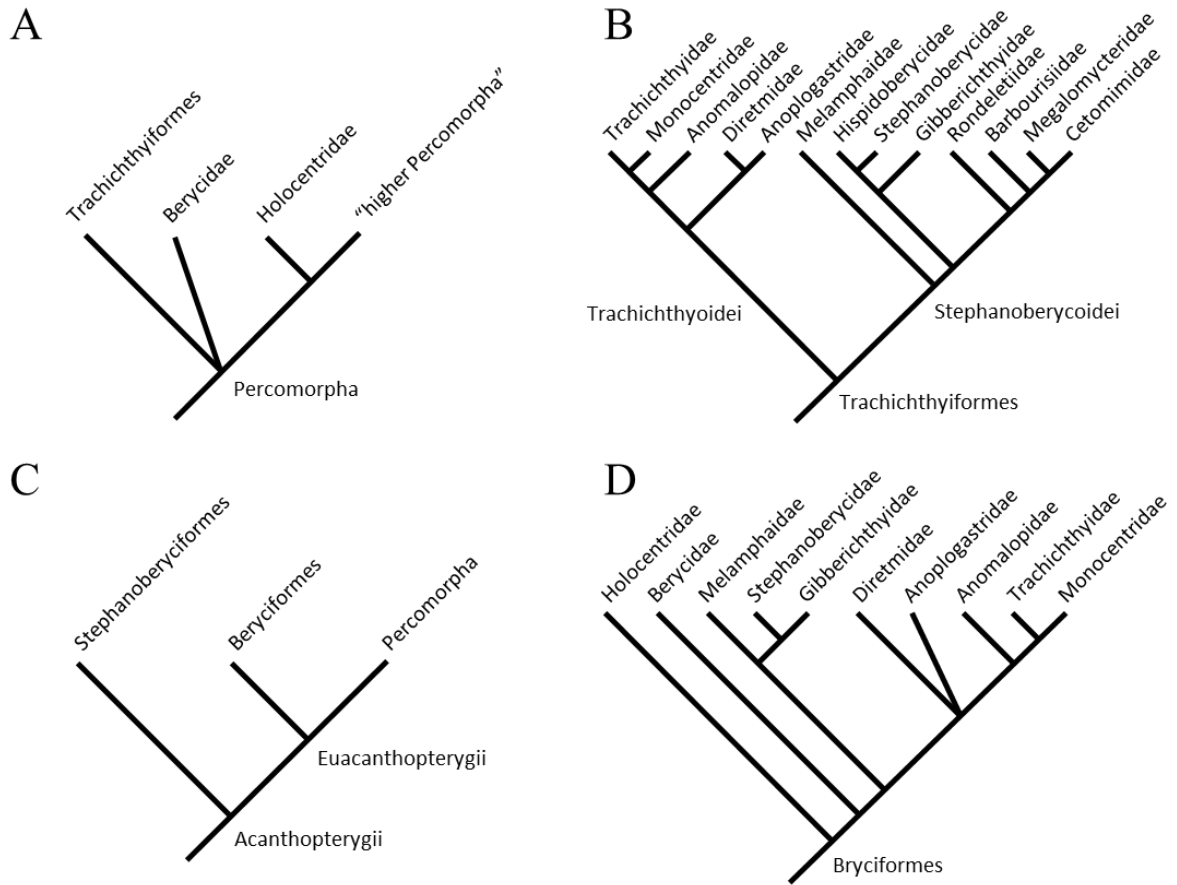 A
Trachichthyiformes
Berycidae
Holocentridae
“higher Percomorpha”
Percomorpha
B
Trachichthyidae
Monocentridae
Anomalopidae
Diretmidae
Anoplogastridae
Melamphaidae
Hispidoberycidae
Stephanoberycidae
Gibberichthyidae
Rondeletiidae
Barbourisiidae
Megalomycteridae
Cetomimidae
Trachichthyoidei
Stephanoberycoidei
Trachichthyiformes
C
Stephanoberyciformes
Beryciformes
Percomorpha
Euacanthopterygii
Acanthopterygii
D
Holocentridae
Berycidae
Melamphaidae
Stephanoberycidae
Gibberichthyidae
Diretmidae
Anoplogastridae
Anomalopidae
Trachichthyidae
Monocentridae
Bryciformes